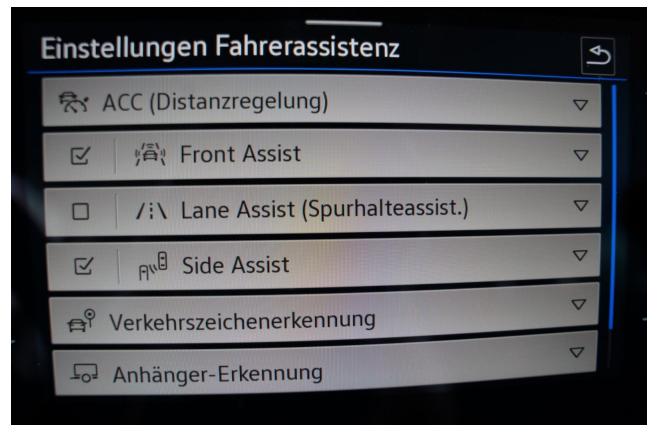 Einstellungen Fahrerassistenz
ACC (Distanzregelung)
Front Assist
Lane Assist (Spurhalteassist.)
Side Assist
Verkehrszeichenerkennung
Anhänger-Erkennung